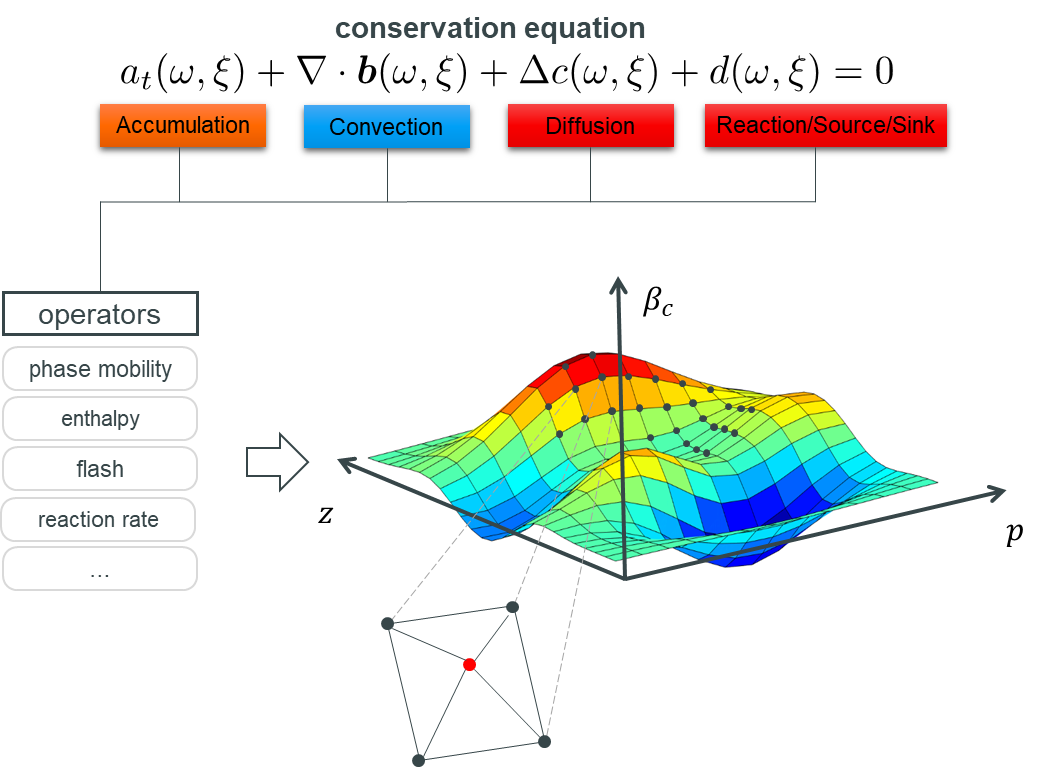 conservation equation
a_t(ω, ξ) + ∇ · b(ω, ξ) + Δc(ω, ξ) + d(ω, ξ) = 0
Accumulation Convection Diffusion Reaction/Source/Sink
operators
phase mobility
enthalpy
flash
reaction rate
...
β_c
z
p